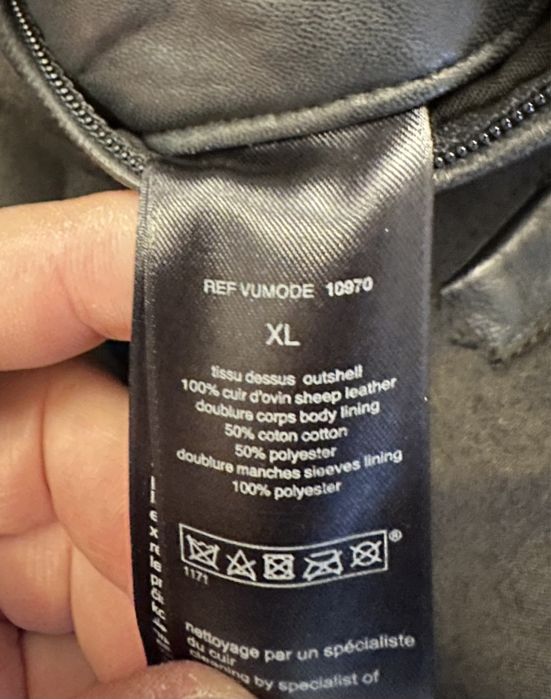 REF VUMODE 10970
XL
tissu dessus outshell
100% cuir d'ovin sheep leather
doublure corps body lining
50% coton cotton
50% polyester
doublure manches sleeves lining
100% polyester
®
1171
nettoyage par un spécialiste
du cuir
cleaning by specialist of